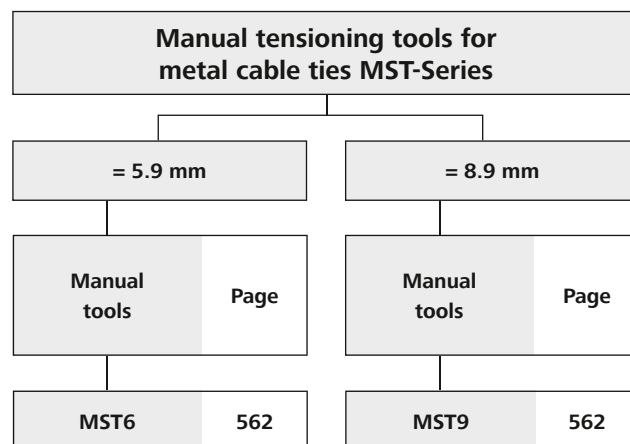 Manual tensioning tools for
metal cable ties MST-Series
= 5.9 mm
= 8.9 mm
Manual
tools
Page
Manual
tools
Page
MST6
562
MST9
562